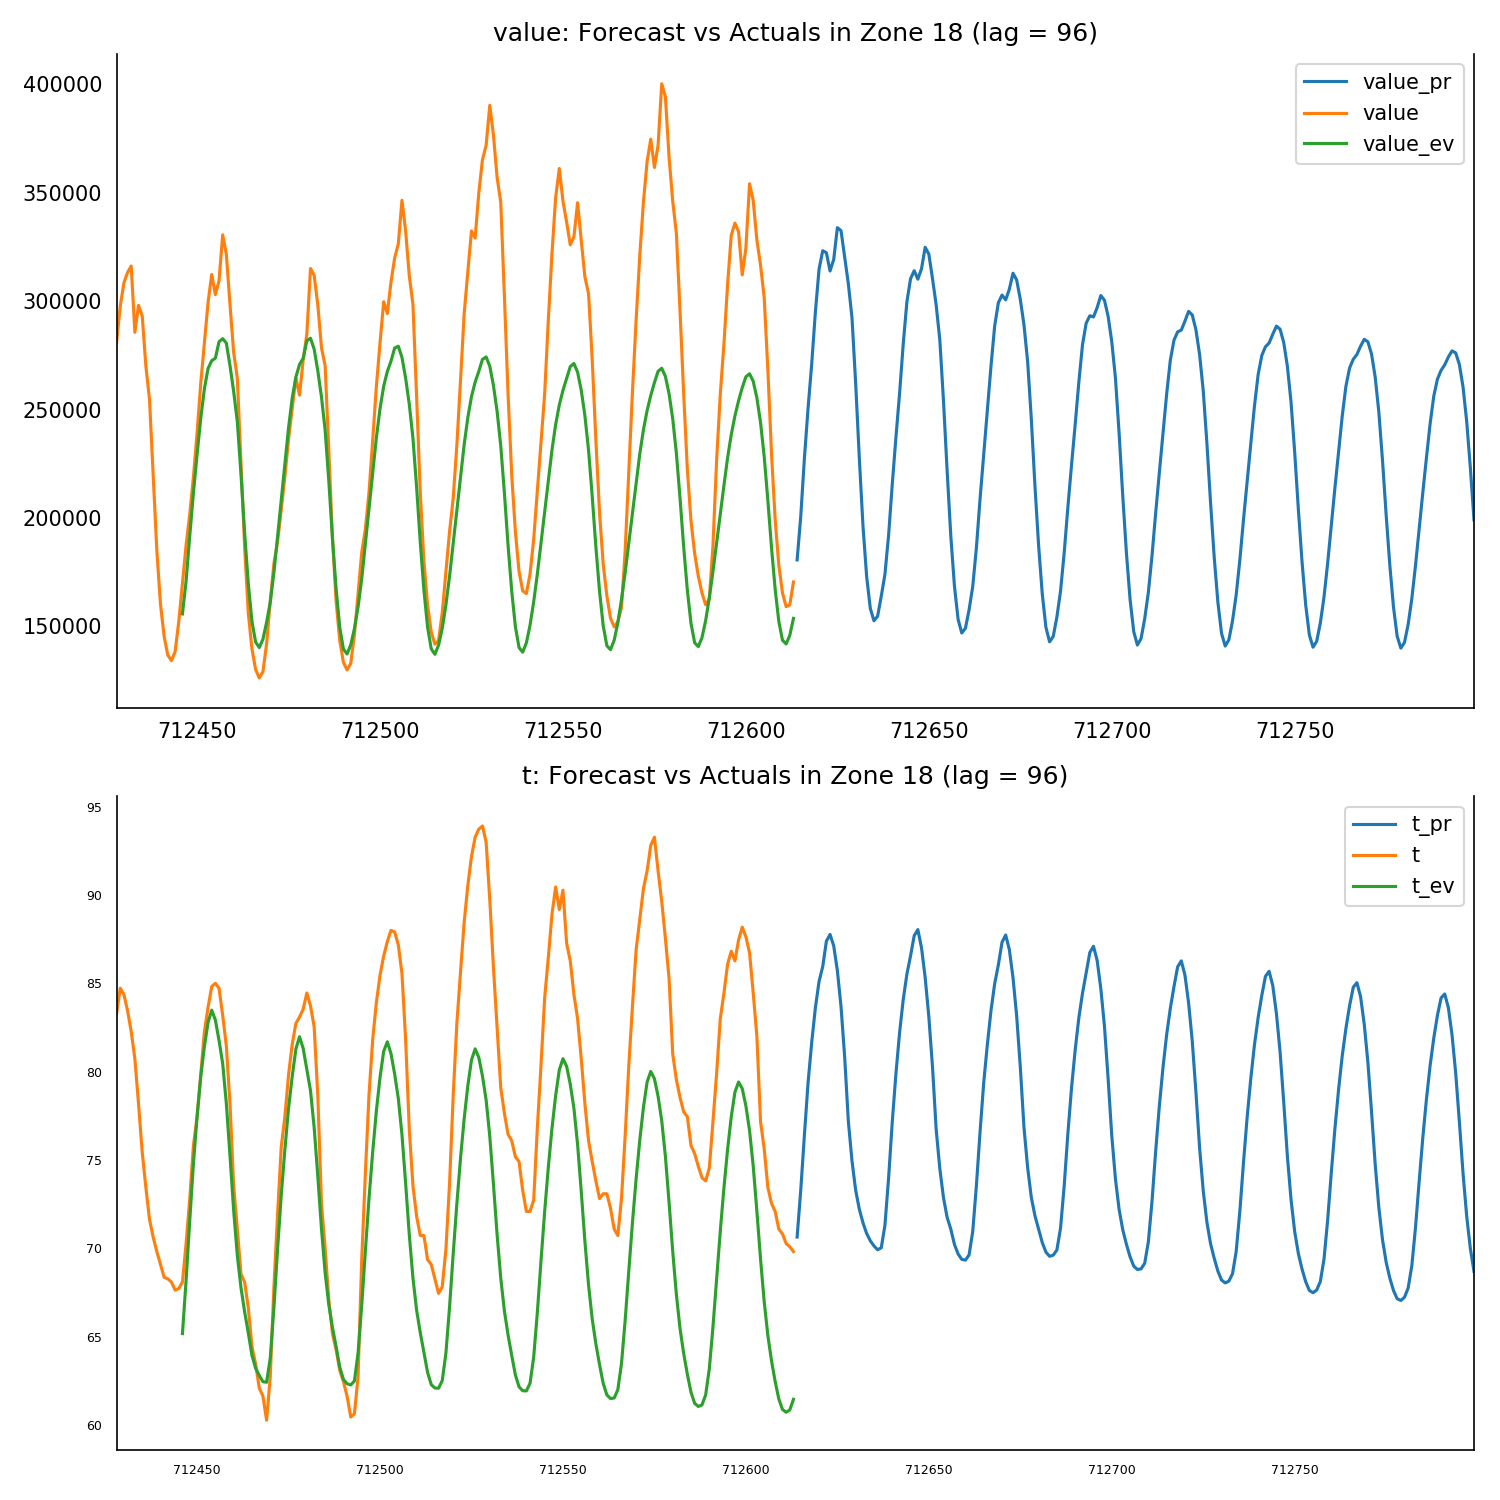 value: Forecast vs Actuals in Zone 18 (lag = 96)
400000
350000
300000
250000
200000
150000
value_pr
value
value_ev
712450 712500 712550 712600 712650 712700 712750
t: Forecast vs Actuals in Zone 18 (lag = 96)
95
90
85
80
75
70
65
60
t_pr
t
t_ev
712450 712500 712550 712600 712650 712700 712750